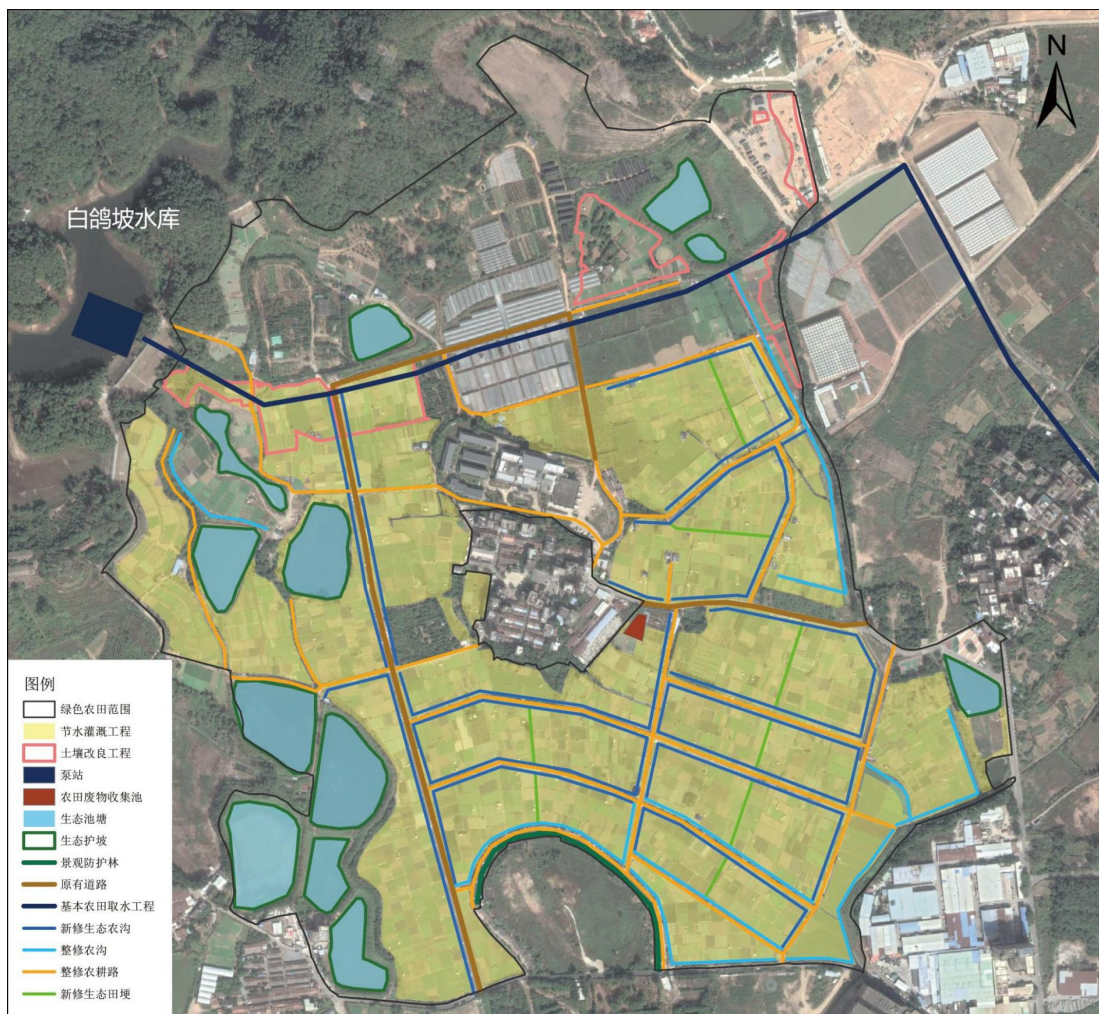 N
白鸽坡水库
图例
绿色农田范围
节水灌溉工程
土壤改良工程
泵站
农田废物收集池
生态池塘
生态护坡
景观防护林
原有道路
基本农田取水工程
新修生态农沟
整修农沟
整修农耕路
新修生态田埂